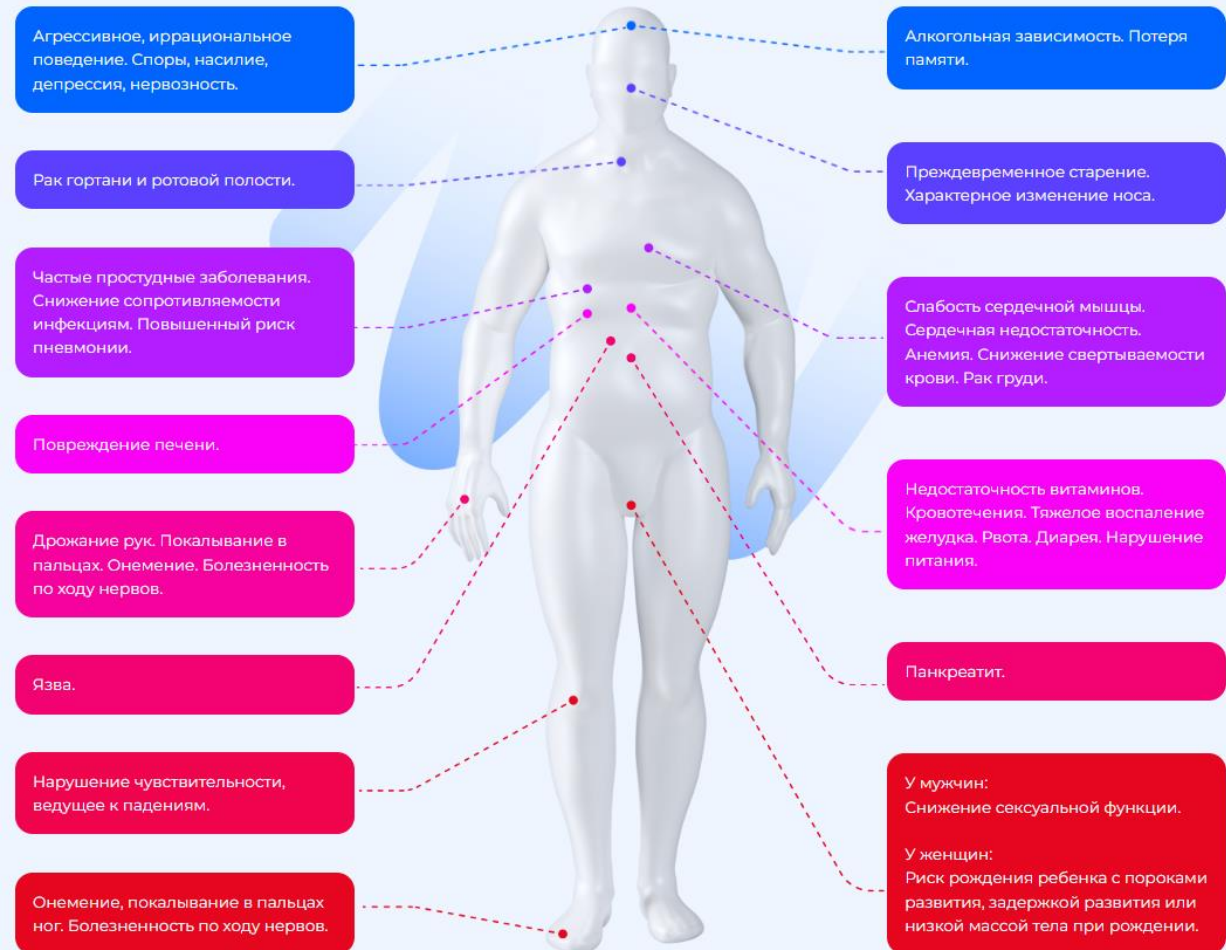 Агрессивное, иррациональное
поведение. Споры, насилие,
депрессия, нервозность.
Рак гортани и ротовой полости.
Частые простудные заболевания.
Снижение сопротивляемости
инфекциям. Повышенный риск
пневмонии.
Повреждение печени.
Дрожание рук. Покалывание в
пальцах. Онемение. Болезненность
по ходу нервов.
Язва.
Нарушение чувствительности,
ведущее к падениям.
Онемение, покалывание в пальцах
ног. Болезненность по ходу нервов.
Алкогольная зависимость. Потеря
памяти.
Преждевременное старение.
Характерное изменение носа.
Слабость сердечной мышцы.
Сердечная недостаточность.
Анемия. Снижение свертываемости
крови. Рак груди.
Недостаточность витаминов.
Кровотечения. Тяжелое воспаление
желудка. Рвота. Диарея. Нарушение
питания.
Панкреатит.
У мужчин:
Снижение сексуальной функции.
У женщин:
Риск рождения ребенка с пороками
развития, задержкой развития или
низкой массой тела при рождении.